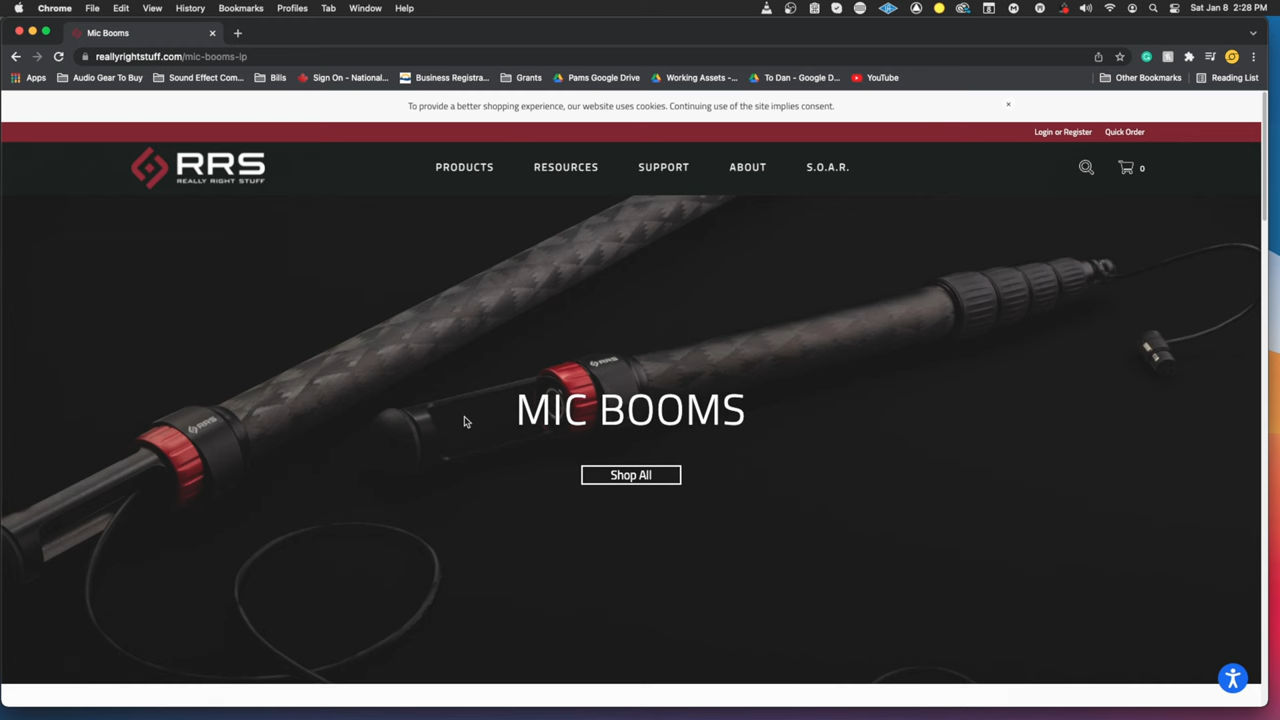 Chrome File Edit View History Bookmarks Profiles Tab Window Help Sat Jan 8 2:28 PM
Mic Booms
reallyrightstuff.com/mic-booms-lp
Apps Audio Gear To Buy Sound Effect Com... Bills Sign On - National... Business Registra... Grants Pams Google Drive Working Assets -... To Dan - Google D... YouTube Other Bookmarks Reading List
To provide a better shopping experience, our website uses cookies. Continuing use of the site implies consent. ×
Login or Register Quick Order
RRS
REALLY RIGHT STUFF
PRODUCTS RESOURCES SUPPORT ABOUT S.O.A.R. 0
RRS
RRS
MIC BOOMS
Shop All